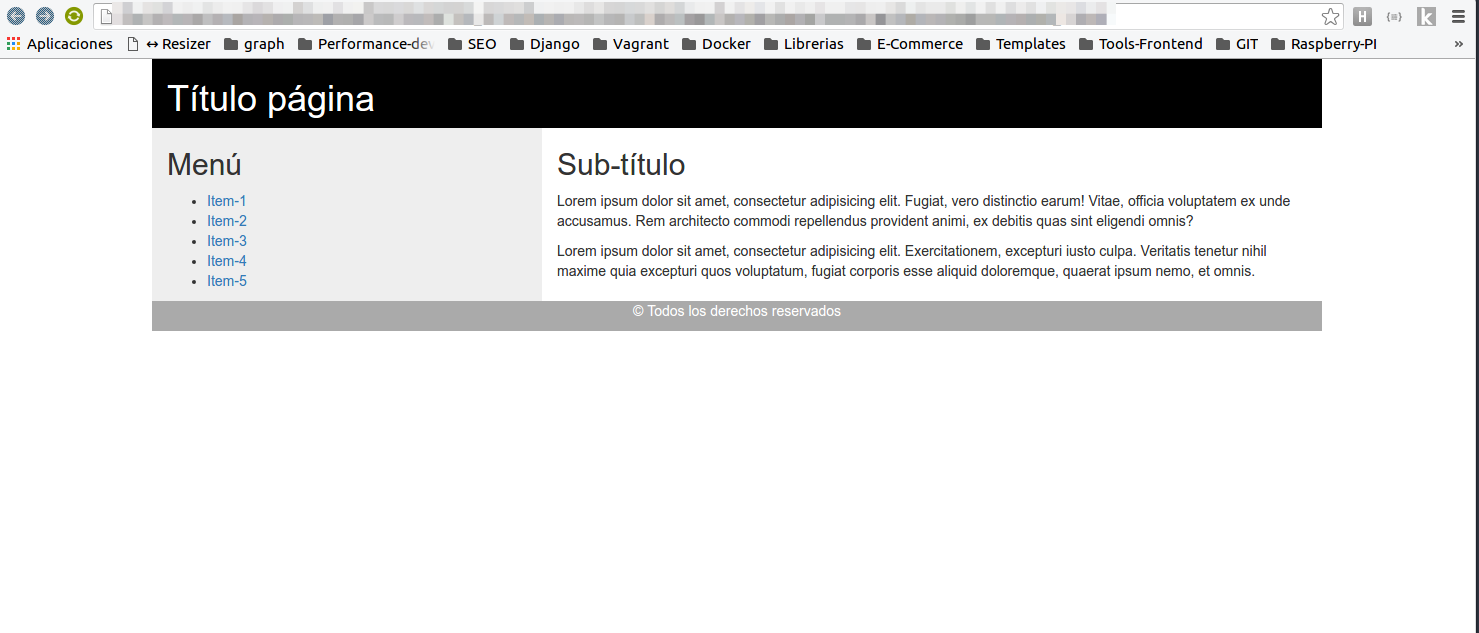 Aplicaciones ↔ Resizer graph Performance-dev SEO Django Vagrant Docker Librerias E-Commerce Templates Tools-Frontend GIT Raspberry-PI »
Título página
Menú
Item-1
Item-2
Item-3
Item-4
Item-5
Sub-título
Lorem ipsum dolor sit amet, consectetur adipisicing elit. Fugiat, vero distinctio earum! Vitae, officia voluptatem ex unde
accusamus. Rem architecto commodi repellendus provident animi, ex debitis quas sint eligendi omnis?
Lorem ipsum dolor sit amet, consectetur adipisicing elit. Exercitationem, excepturi iusto culpa. Veritatis tenetur nihil
maxime quia excepturi quos voluptatum, fugiat corporis esse aliquid doloremque, quaerat ipsum nemo, et omnis.
© Todos los derechos reservados